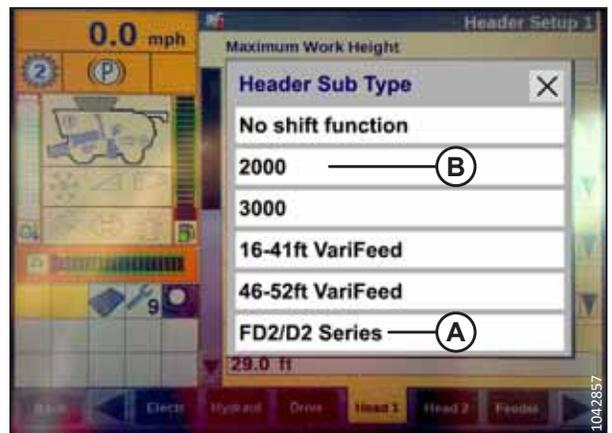 0.0 mph
Header Setup 1
Maximum Work Height
2
(P)
Header Sub Type
No shift function
2000
B
3000
16-41ft VariFeed
46-52ft VariFeed
9
FD2/D2 Series
A
29.0 ft
Back
Electr
Hydraul
Drive
Head 1
Head 2
Feeder
1042857